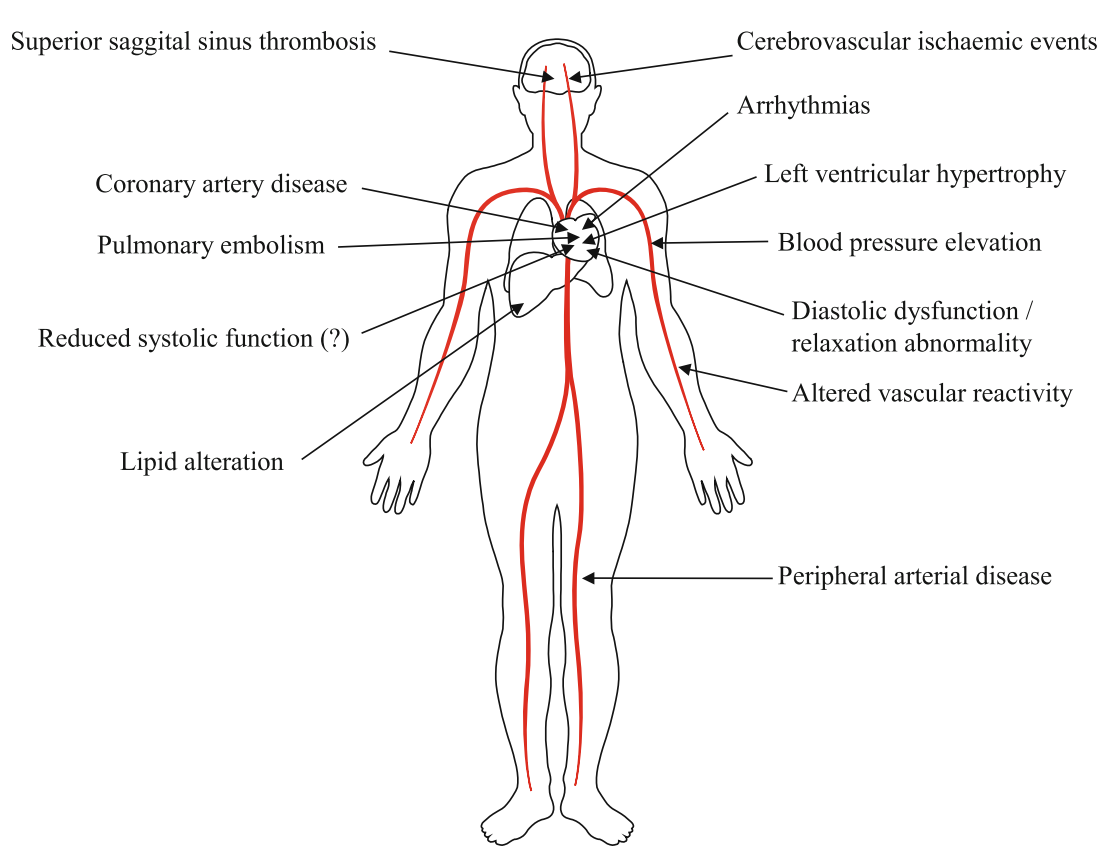 Superior saggital sinus thrombosis
Cerebrovascular ischaemic events
Arrhythmias
Coronary artery disease
Left ventricular hypertrophy
Pulmonary embolism
Blood pressure elevation
Reduced systolic function (?)
Diastolic dysfunction /
relaxation abnormality
Altered vascular reactivity
Lipid alteration
Peripheral arterial disease